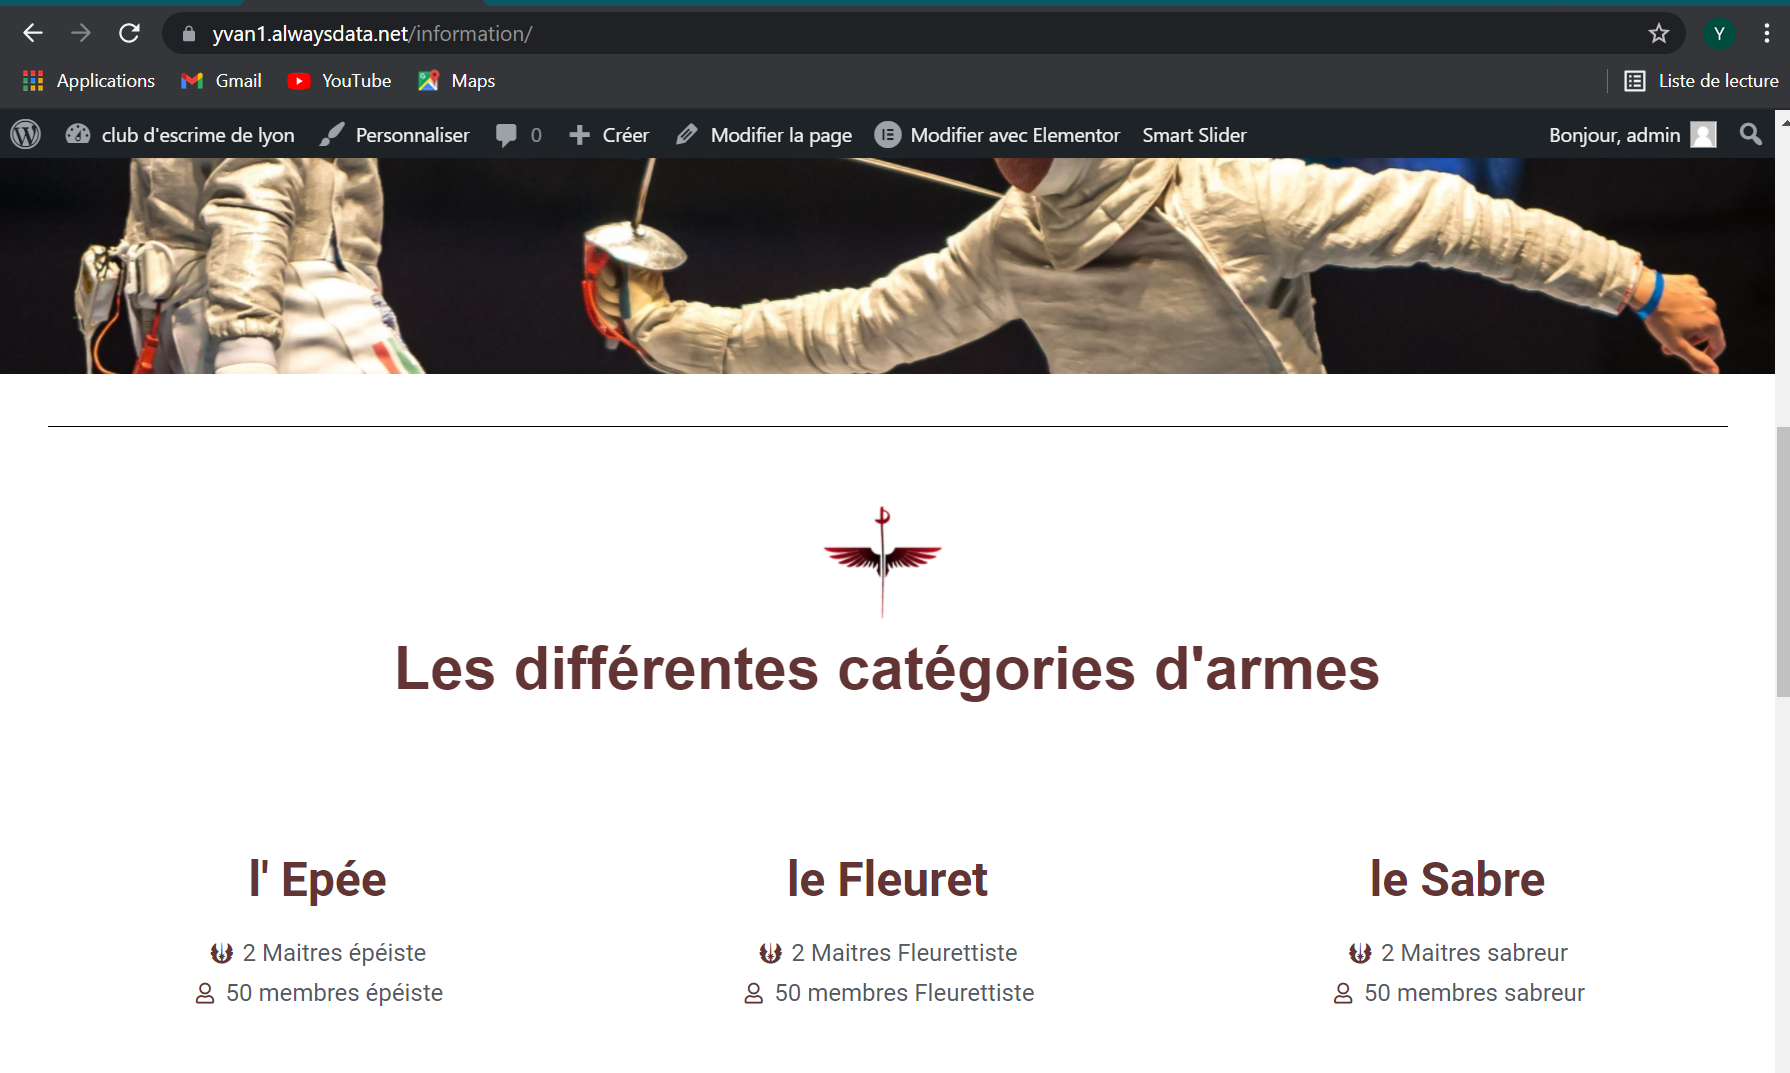 yvan1.alwaysdata.net/information/
Y
Applications Gmail YouTube Maps Liste de lecture
club d'escrime de lyon Personnaliser 0 Créer Modifier la page Modifier avec Elementor Smart Slider Bonjour, admin
Les différentes catégories d'armes
l' Epée
2 Maitres épéiste
50 membres épéiste
le Fleuret
2 Maitres Fleurettiste
50 membres Fleurettiste
le Sabre
2 Maitres sabreur
50 membres sabreur